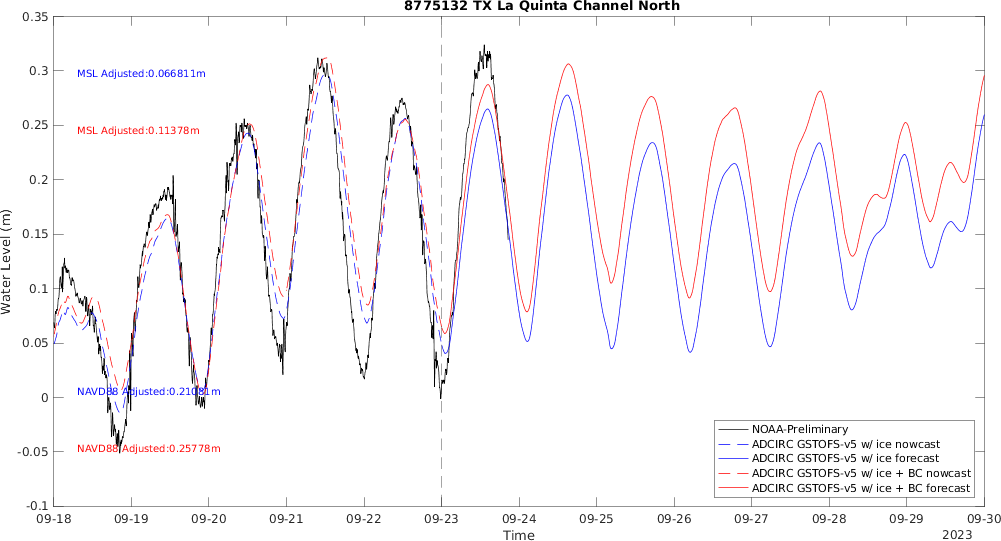 8775132 TX La Quinta Channel North
0.35
0.3
0.25
0.2
0.15
0.1
0.05
0
-0.05
-0.1
Water Level (m)
MSL Adjusted:0.066811m
MSL Adjusted:0.11378m
NAVD88 Adjusted:0.21081m
NAVD88 Adjusted:0.25778m
NOAA-Preliminary
ADCIRC GSTOFS-v5 w/ ice nowcast
ADCIRC GSTOFS-v5 w/ ice forecast
ADCIRC GSTOFS-v5 w/ ice + BC nowcast
ADCIRC GSTOFS-v5 w/ ice + BC forecast
09-18 09-19 09-20 09-21 09-22 09-23 09-24 09-25 09-26 09-27 09-28 09-29 09-30
Time
2023